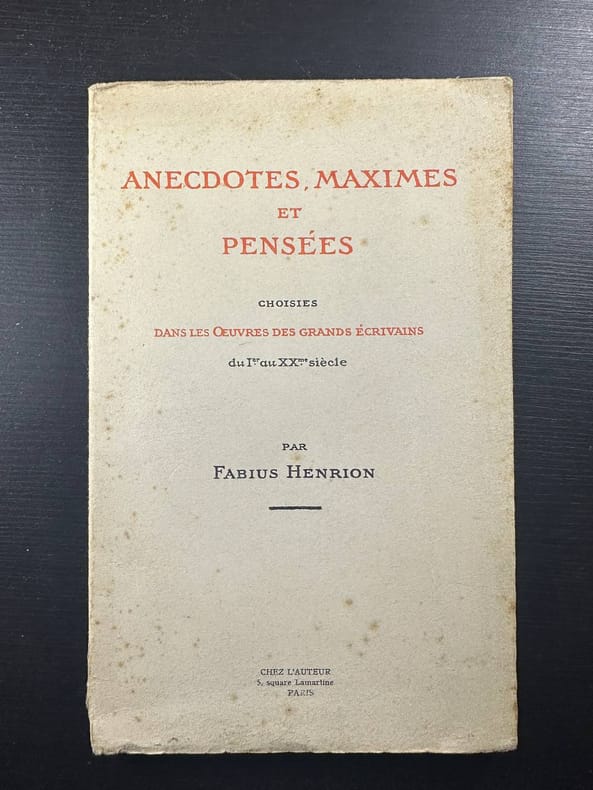 ANECDOTES, MAXIMES
ET
PENSÉES
CHOISIES
DANS LES OEUVRES DES GRANDS ÉCRIVAINS
du Ier au XXme siècle
PAR
FABIUS HENRION
CHEZ L'AUTEUR
5, square Lamartine
PARIS